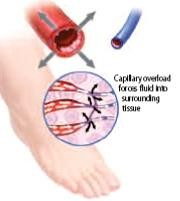 Capillary overload
forces fluid into
surrounding
tissue